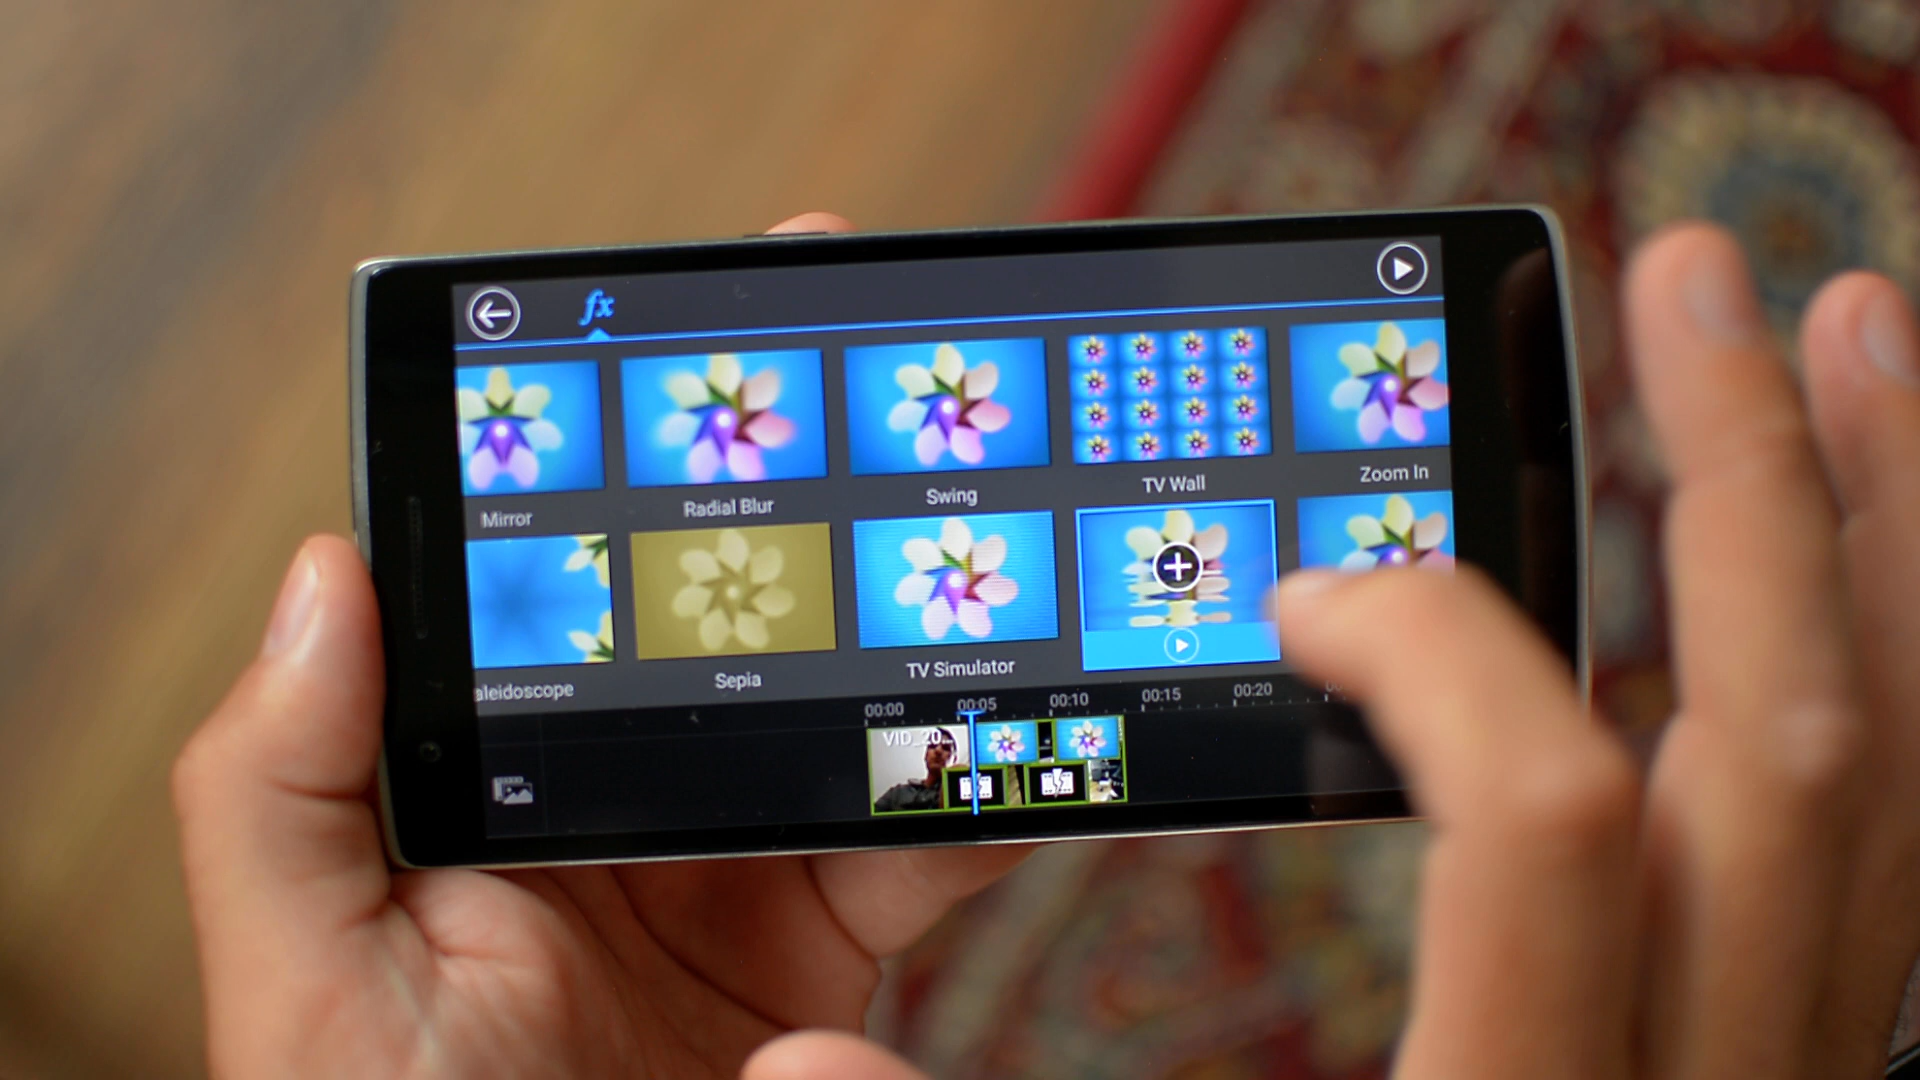 fx
Mirror
Radial Blur
Swing
TV Wall
Zoom In
aleidoscope
Sepia
TV Simulator
00:00 00:05 00:10 00:15 00:20
VID_20...